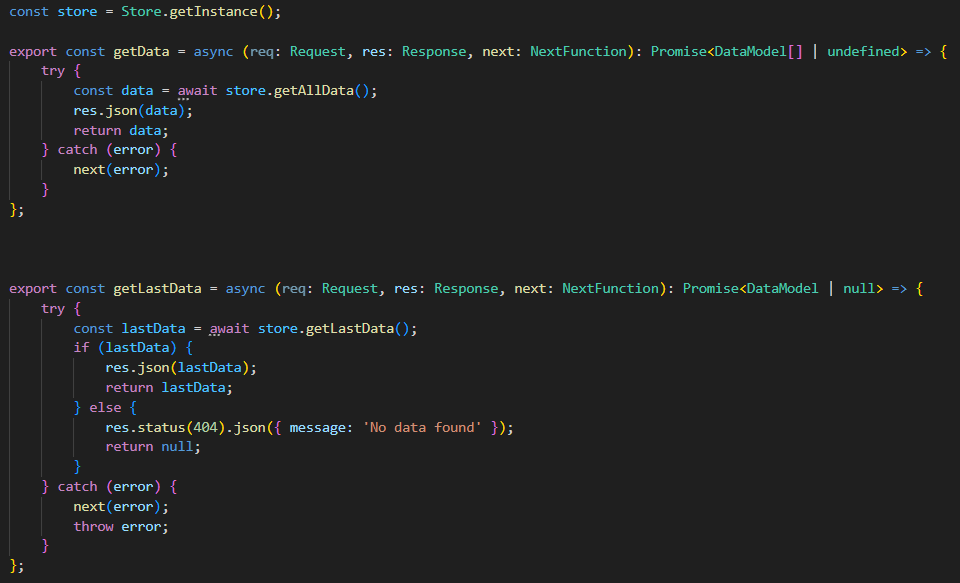 const store = Store.getInstance();
export const getData = async (req: Request, res: Response, next: NextFunction): Promise<DataModel[] | undefined> => {
    try {
        const data = await store.getAllData();
        res.json(data);
        return data;
    } catch (error) {
        next(error);
    }
};
export const getLastData = async (req: Request, res: Response, next: NextFunction): Promise<DataModel | null> => {
    try {
        const lastData = await store.getLastData();
        if (lastData) {
            res.json(lastData);
            return lastData;
        } else {
            res.status(404).json({ message: 'No data found' });
            return null;
        }
    } catch (error) {
        next(error);
        throw error;
    }
};